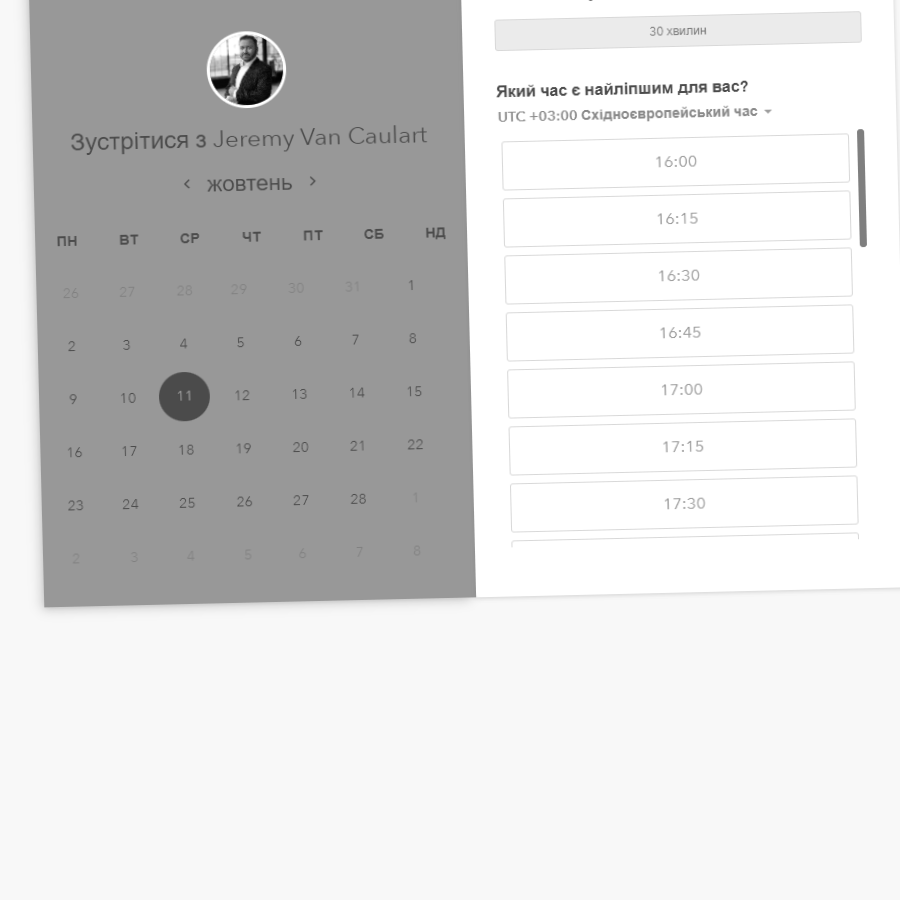 Зустрітися з Jeremy Van Caulart
жовтень
ПН ВТ СР ЧТ ПТ СБ НД
26 27 28 29 30 31 1
2 3 4 5 6 7 8
9 10 11 12 13 14 15
16 17 18 19 20 21 22
23 24 25 26 27 28 1
2 3 4 5 6 7 8
30 хвилин
Який час є найліпшим для вас?
UTC +03:00 Східноєвропейський час
16:00
16:15
16:30
16:45
17:00
17:15
17:30